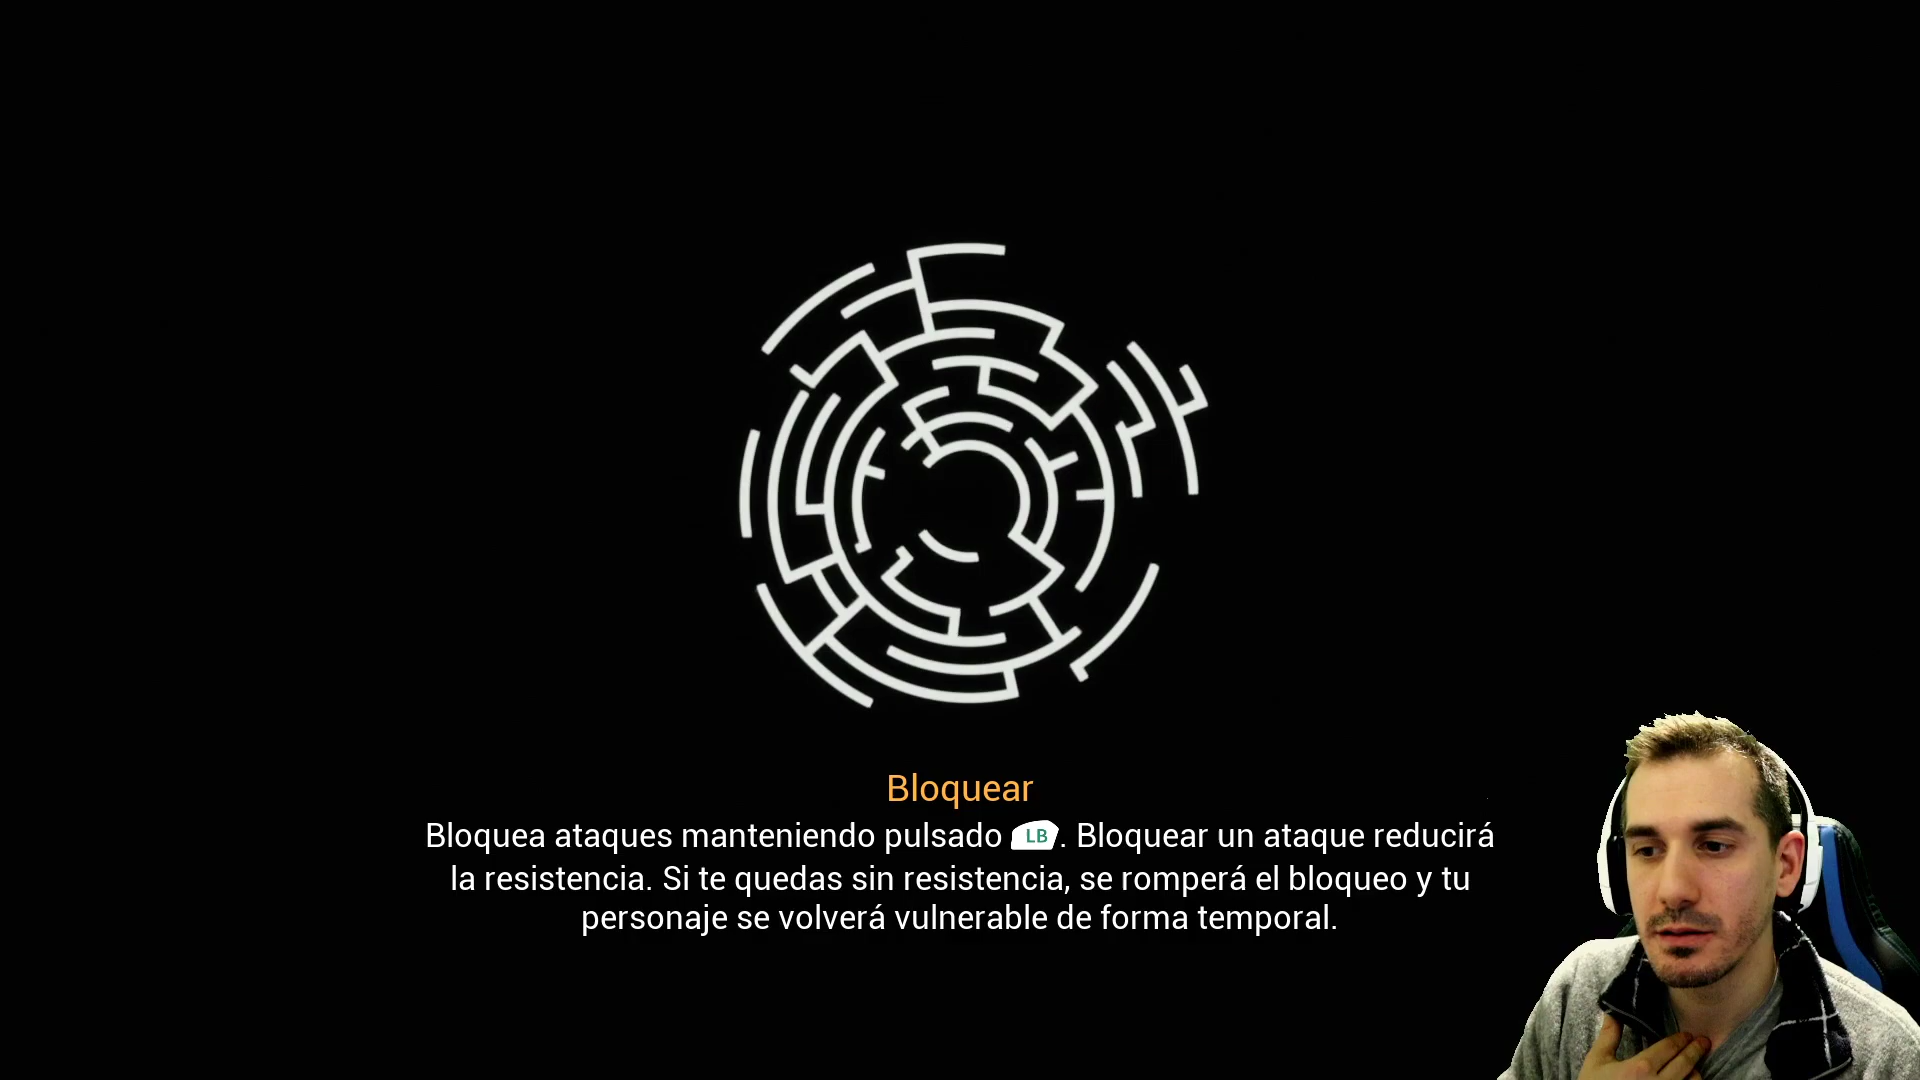 Bloquear
Bloquea ataques manteniendo pulsado LB. Bloquear un ataque reducirá
la resistencia. Si te quedas sin resistencia, se romperá el bloqueo y tu
personaje se volverá vulnerable de forma temporal.